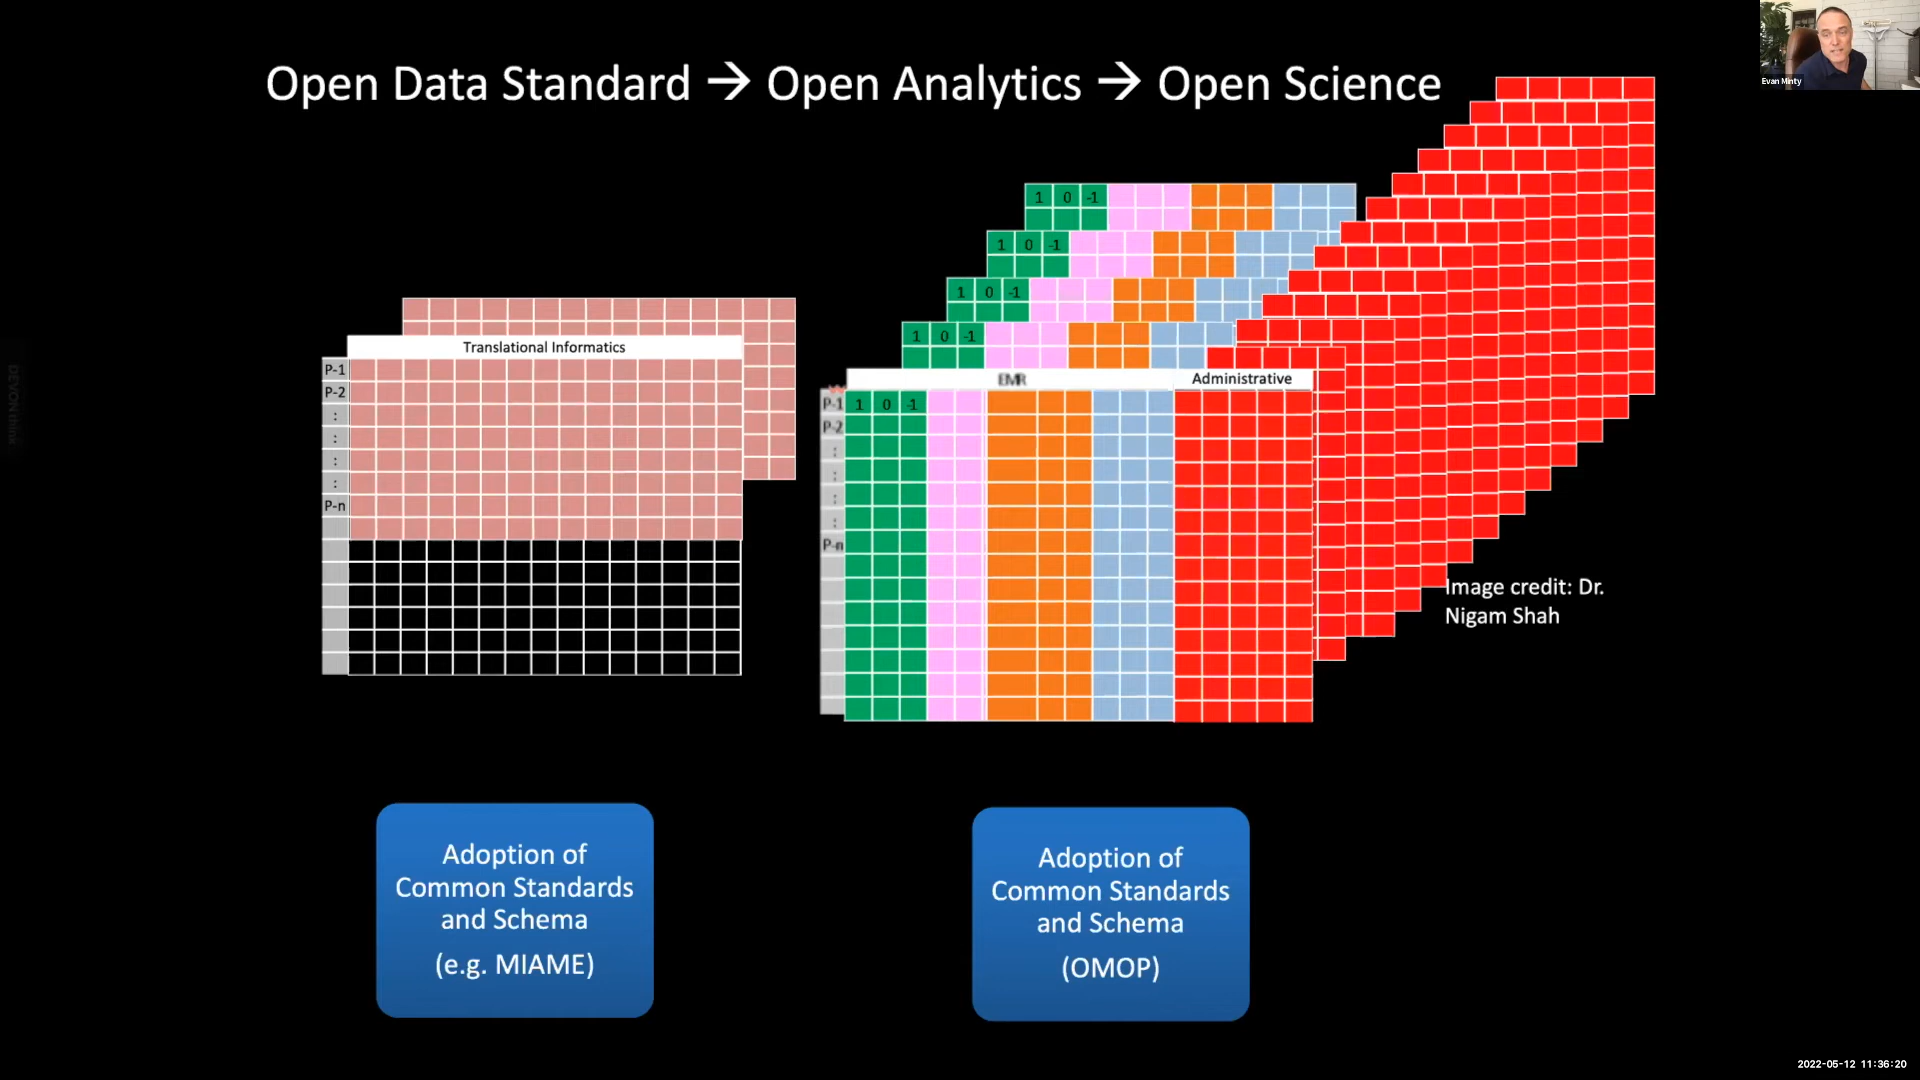 Evan Minty
Open Data Standard → Open Analytics → Open Science
1 0 -1
1 0 -1
1 0 -1
1 0 -1
Translational Informatics
P-1
P-2
:
:
:
:
P-n
EMR
Administrative
P-1 1 0 -1
P-2
:
:
:
:
P-n
Image credit: Dr.
Nigam Shah
Adoption of
Common Standards
and Schema
(e.g. MIAME)
Adoption of
Common Standards
and Schema
(OMOP)
2022-05-12 11:36:20